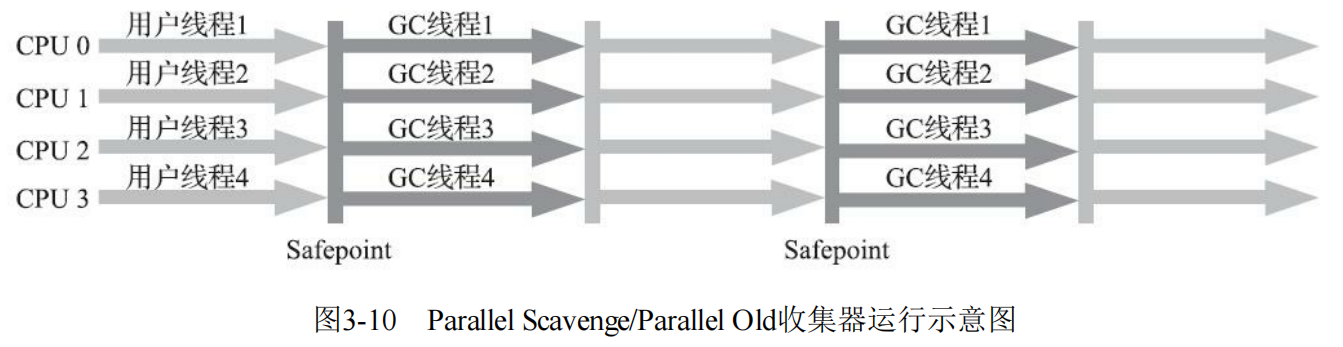 CPU 0 用户线程1 GC线程1 GC线程1
CPU 1 用户线程2 GC线程2 GC线程2
CPU 2 用户线程3 GC线程3 GC线程3
CPU 3 用户线程4 GC线程4 GC线程4
Safepoint Safepoint
图3-10 Parallel Scavenge/Parallel Old收集器运行示意图